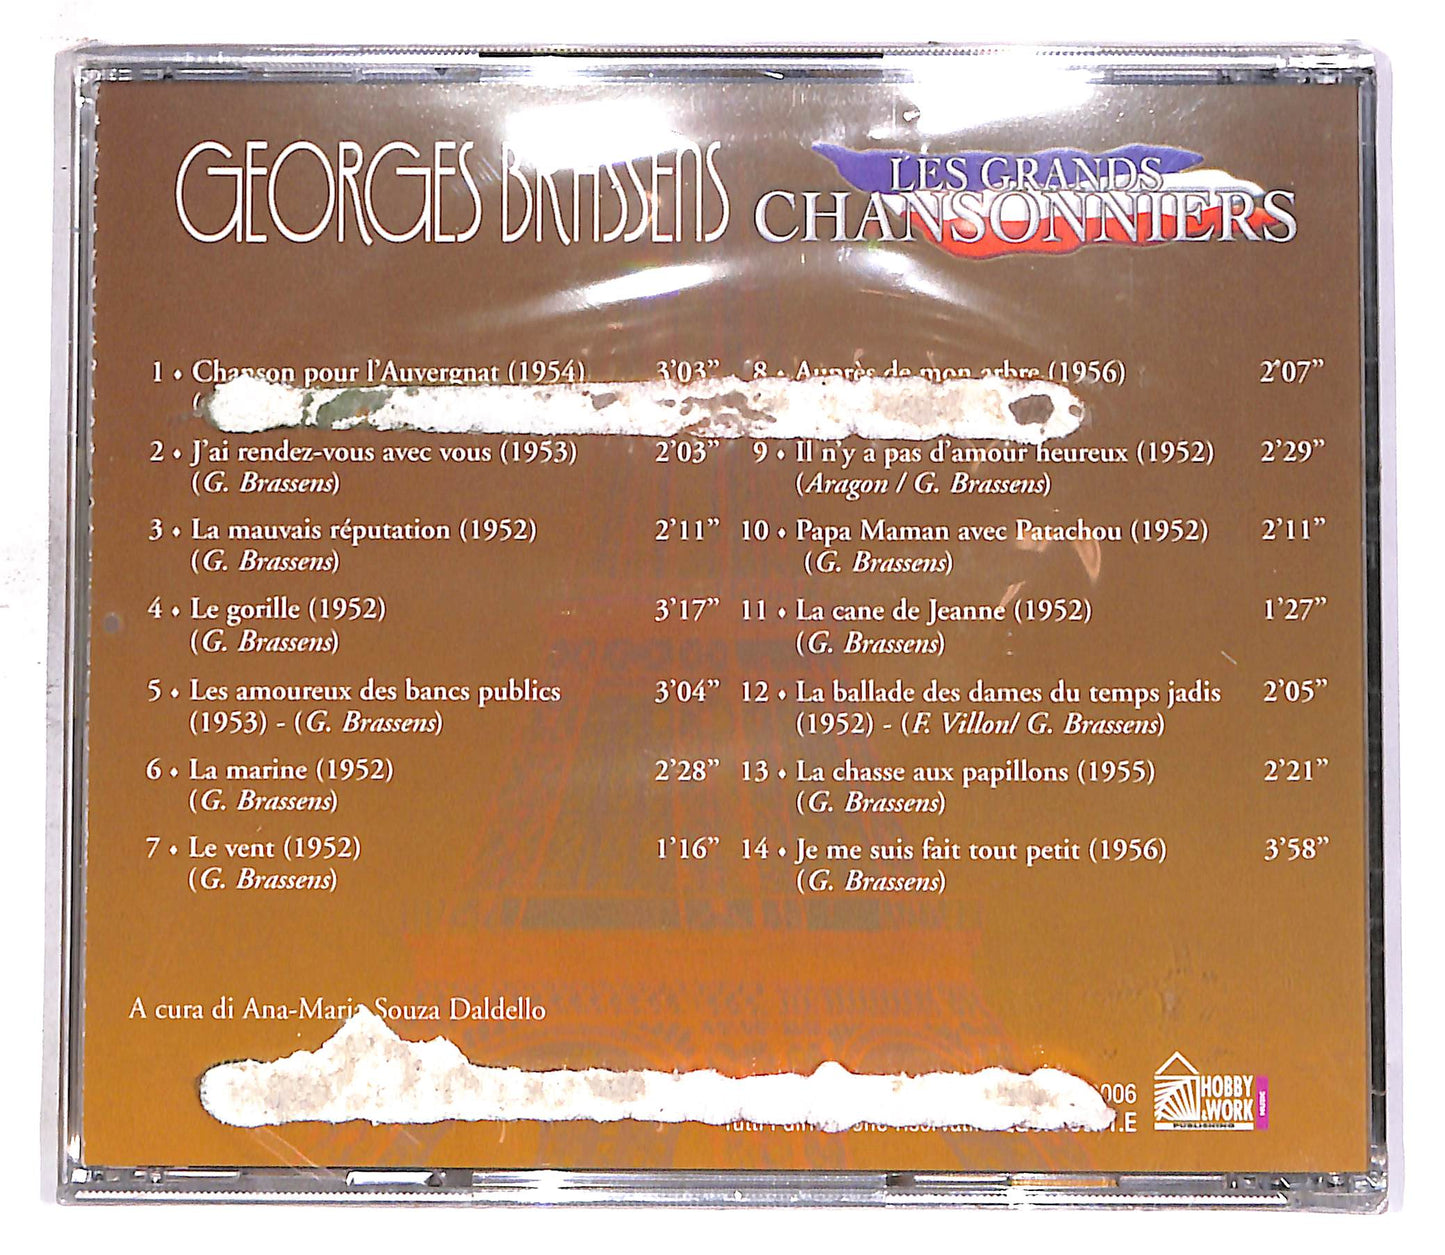 GEORGES BRASSENS
LES GRANDS
CHANSONNIERS
1 ⬩ Chanson pour l'Auvergnat (1954) 3'03”
2 ⬩ J'ai rendez-vous avec vous (1953) 2'03”
(G. Brassens)
3 ⬩ La mauvais réputation (1952) 2'11”
(G. Brassens)
4 ⬩ Le gorille (1952) 3'17”
(G. Brassens)
5 ⬩ Les amoureux des bancs publics 3'04”
(1953) - (G. Brassens)
6 ⬩ La marine (1952) 2'28”
(G. Brassens)
7 ⬩ Le vent (1952) 1'16”
(G. Brassens)
8 ⬩ Auprès de mon arbre (1956) 2'07”
9 ⬩ Il n'y a pas d'amour heureux (1952) 2'29”
(Aragon / G. Brassens)
10 ⬩ Papa Maman avec Patachou (1952) 2'11”
(G. Brassens)
11 ⬩ La cane de Jeanne (1952) 1'27”
(G. Brassens)
12 ⬩ La ballade des dames du temps jadis 2'05”
(1952) - (F. Villon/ G. Brassens)
13 ⬩ La chasse aux papillons (1955) 2'21”
(G. Brassens)
14 ⬩ Je me suis fait tout petit (1956) 3'58”
(G. Brassens)
A cura di Ana-Maria Souza Daldello
HOBBY
&WORK
PUBLISHING
MUSIC